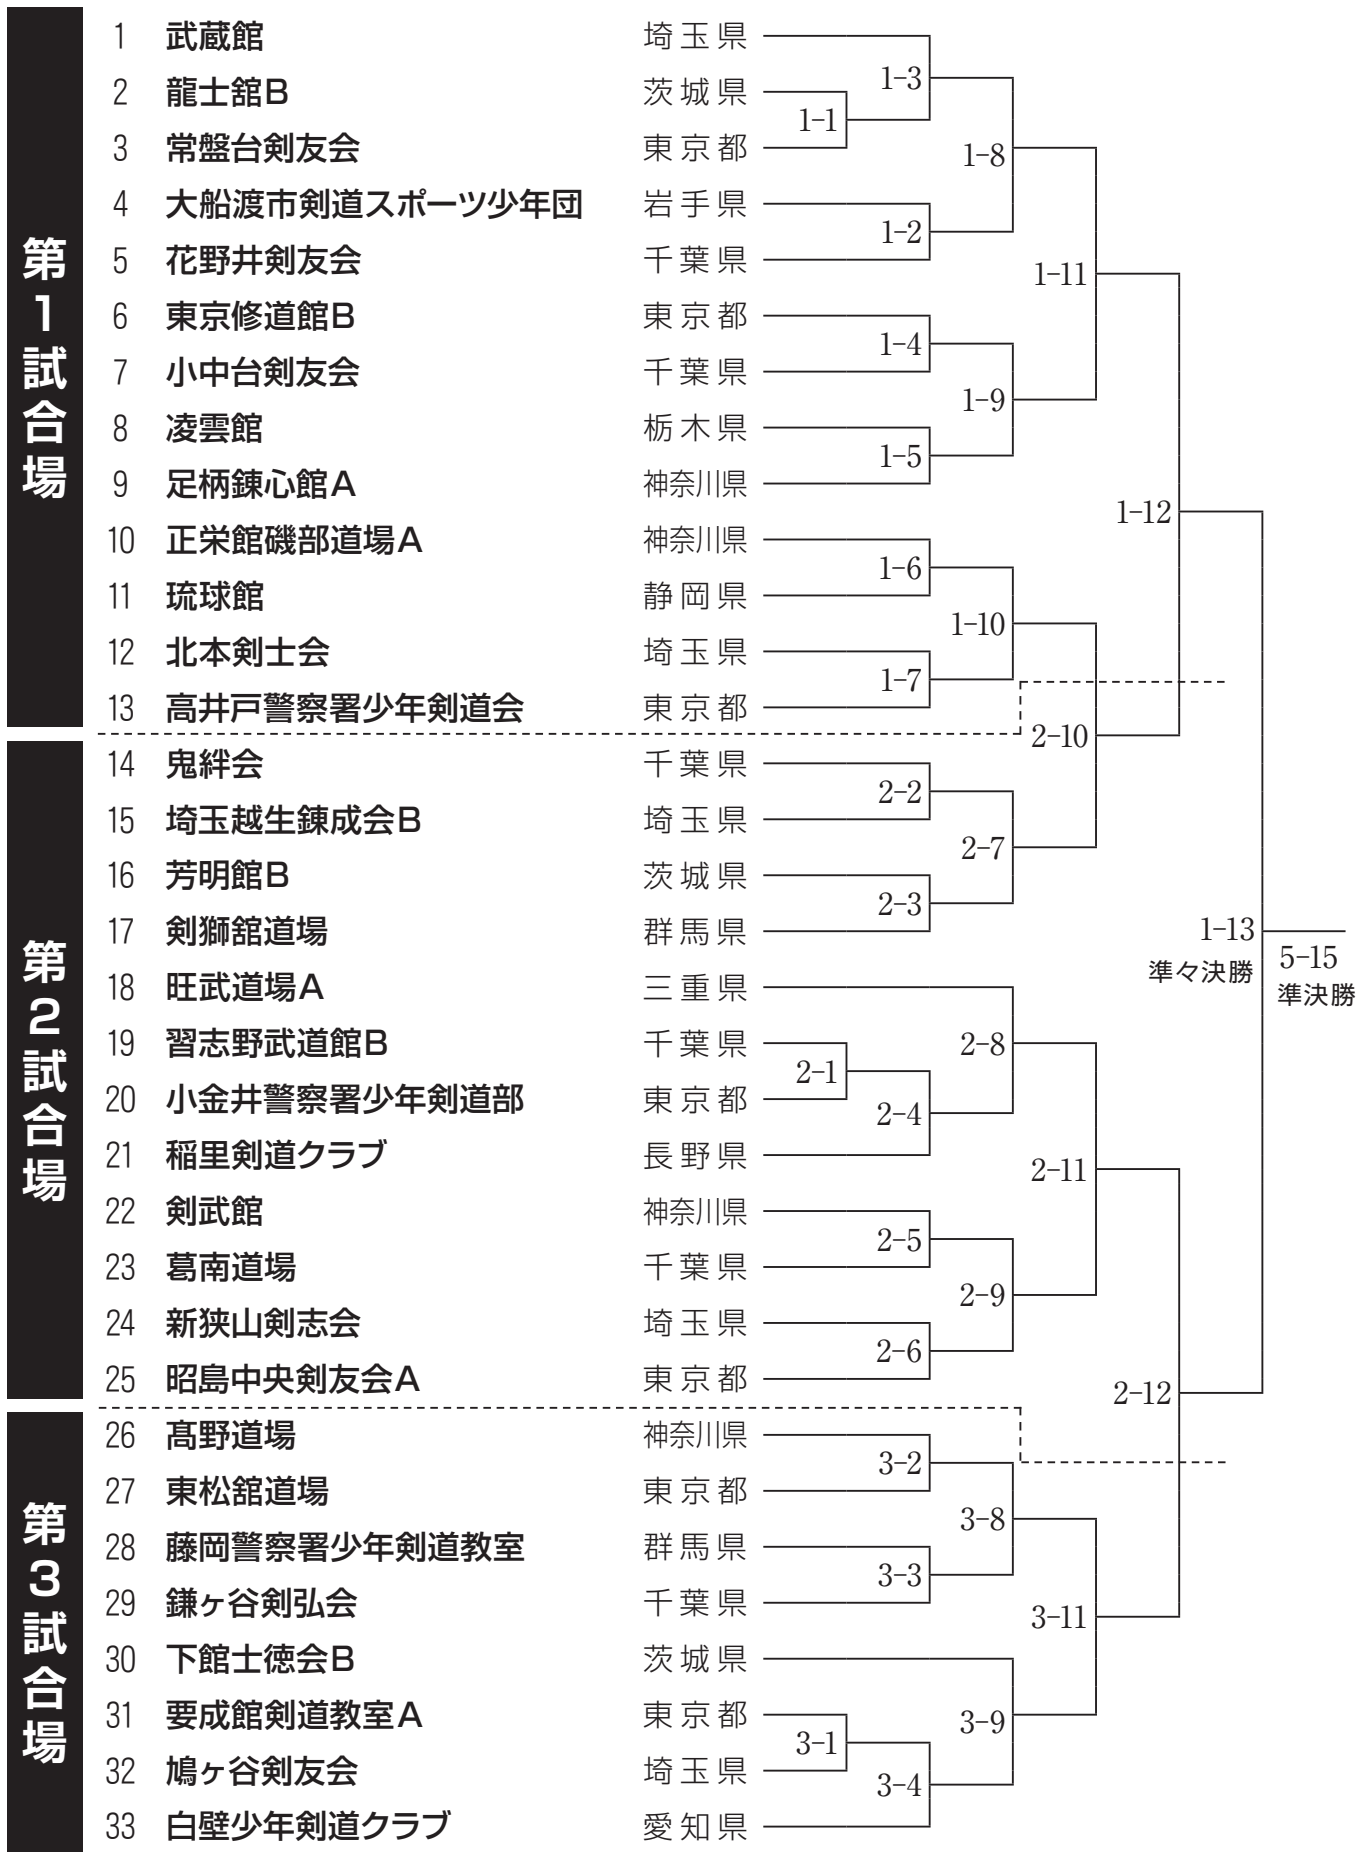 第1試合場
1 武蔵館 埼玉県
2 龍士舘B 茨城県
3 常盤台剣友会 東京都
4 大船渡市剣道スポーツ少年団 岩手県
5 花野井剣友会 千葉県
6 東京修道館B 東京都
7 小中台剣友会 千葉県
8 凌雲館 栃木県
9 足柄錬心館A 神奈川県
10 正栄館磯部道場A 神奈川県
11 琉球館 静岡県
12 北本剣士会 埼玉県
13 高井戸警察署少年剣道会 東京都
第2試合場
14 鬼絆会 千葉県
15 埼玉越生錬成会B 埼玉県
16 芳明館B 茨城県
17 剣獅舘道場 群馬県
18 旺武道場A 三重県
19 習志野武道館B 千葉県
20 小金井警察署少年剣道部 東京都
21 稲里剣道クラブ 長野県
22 剣武館 神奈川県
23 葛南道場 千葉県
24 新狭山剣志会 埼玉県
25 昭島中央剣友会A 東京都
第3試合場
26 髙野道場 神奈川県
27 東松舘道場 東京都
28 藤岡警察署少年剣道教室 群馬県
29 鎌ヶ谷剣弘会 千葉県
30 下館士徳会B 茨城県
31 要成館剣道教室A 東京都
32 鳩ヶ谷剣友会 埼玉県
33 白壁少年剣道クラブ 愛知県
1-1
2-1
3-1
1-3
1-2
1-4
1-5
1-6
1-7
2-2
2-3
2-4
2-5
2-6
3-2
3-3
3-4
1-8
1-9
1-10
2-7
2-8
2-9
3-8
3-9
1-11
2-10
2-11
3-11
1-12
2-12
1-13
準々決勝
5-15
準決勝